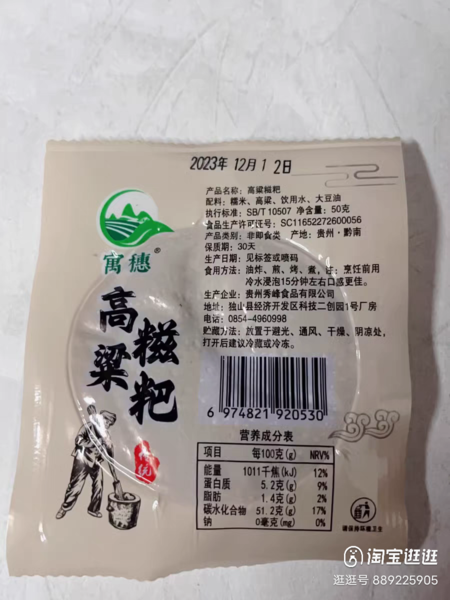 2023年 12月 1 2日
产品名称：高粱糍粑
配料：糯米、高粱、饮用水、大豆油
执行标准：SB/T 10507 净含量：50克
食品生产许可证号：SC11652272600056
产品类别：非即食类 产地：贵州·黔南
保质期：30天
生产日期：见标签或喷码
食用方法：油炸、煎、烤、煮，注：烹饪前用
冷水浸泡15分钟左右口感更佳。
生产企业：贵州秀峰食品有限公司
地址：独山县经济开发区科技二创园1号厂房
电话：0854-4960998
贮藏方法：放置于避光、通风、干燥、阴凉处，
打开后建议冷藏或冷冻。
寓穗®
高粱
糍粑
传统
6 974821 920530
营养成分表
项目 每100克(g) NRV%
能量 1011千焦(kJ) 12%
蛋白质 5.2克(g) 9%
脂肪 1.4克(g) 2%
碳水化合物 51.2克(g) 17%
钠 0毫克(mg) 0%
请保持环境卫生
淘宝逛逛
逛逛号 889225905